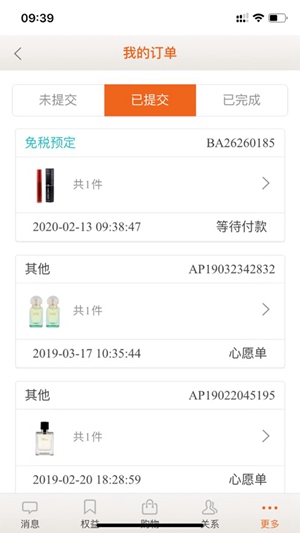 09:39
我的订单
未提交
已提交
已完成
免税预定 BA26260185
共1件
2020-02-13 09:38:47 等待付款
其他 AP19032342832
共1件
2019-03-17 10:35:44 心愿单
其他 AP19022045195
共1件
2019-02-20 18:28:59 心愿单
消息 权益 购物 关系 更多